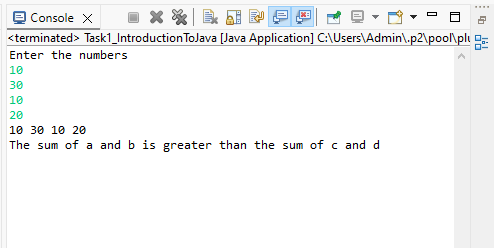 Console
<terminated> Task1_IntroductionToJava [Java Application] C:\Users\Admin\.p2\pool\plu
Enter the numbers
10
30
10
20
10 30 10 20
The sum of a and b is greater than the sum of c and d